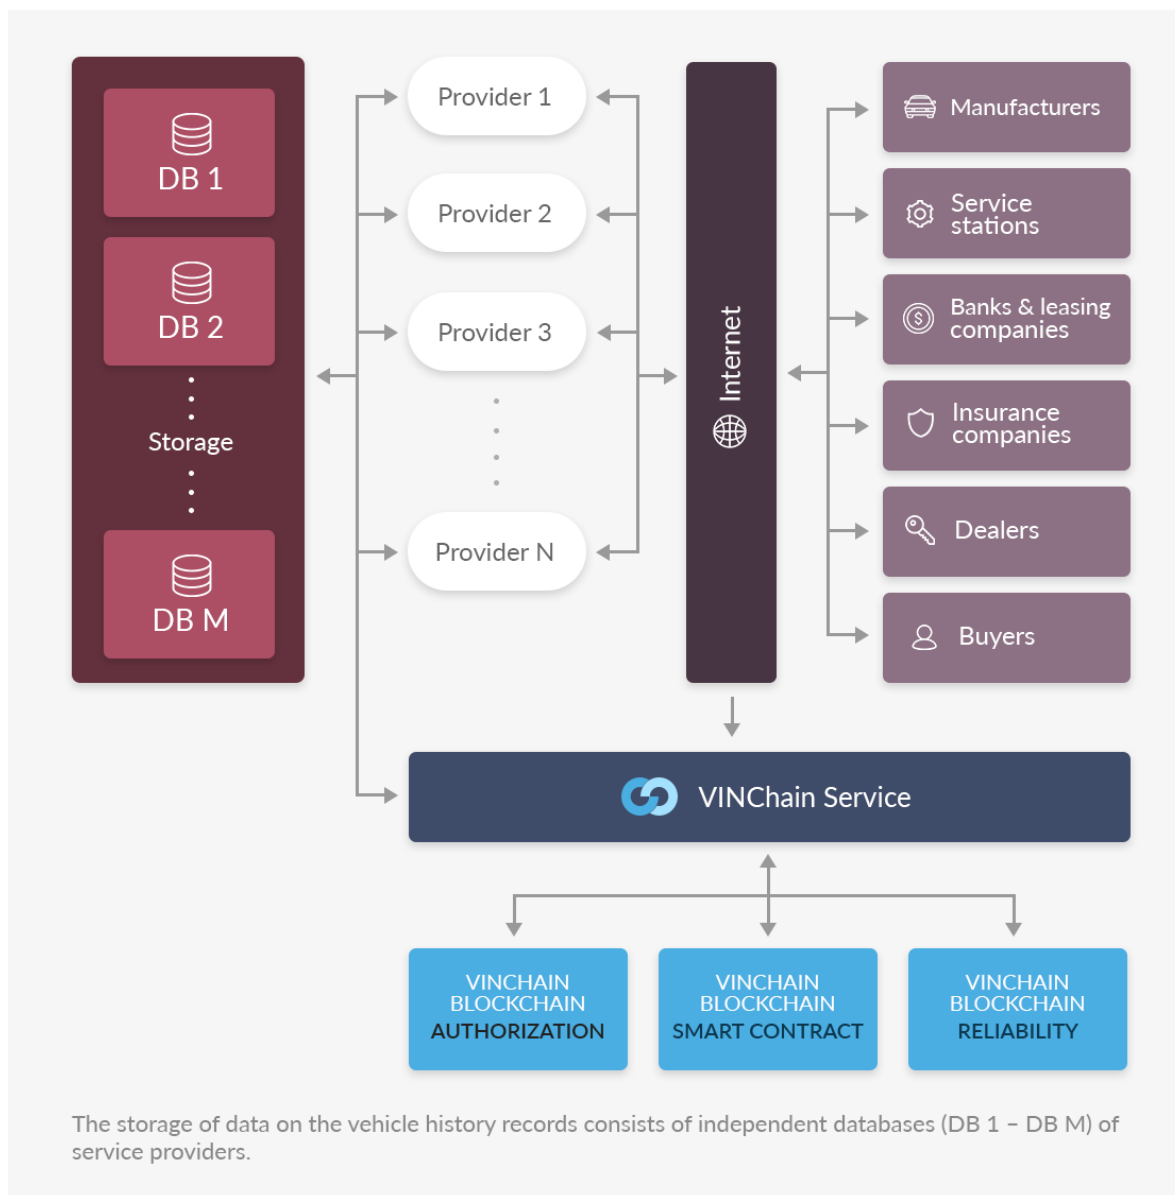 DB 1
DB 2
Storage
DB M
Provider 1
Provider 2
Provider 3
Provider N
Internet
Manufacturers
Service
stations
Banks & leasing
companies
Insurance
companies
Dealers
Buyers
VINChain Service
VINCHAIN
BLOCKCHAIN
AUTHORIZATION
VINCHAIN
BLOCKCHAIN
SMART CONTRACT
VINCHAIN
BLOCKCHAIN
RELIABILITY
The storage of data on the vehicle history records consists of independent databases (DB 1 – DB M) of
service providers.